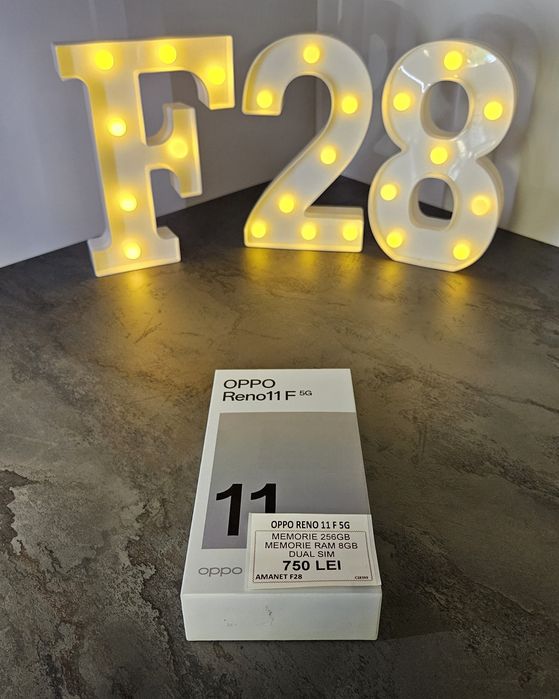 F28
OPPO
Reno11 F 5G
11
OPPO RENO 11 F 5G
MEMORIE 256GB
MEMORIE RAM 8GB
DUAL SIM
750 LEI
AMANET F28
oppo